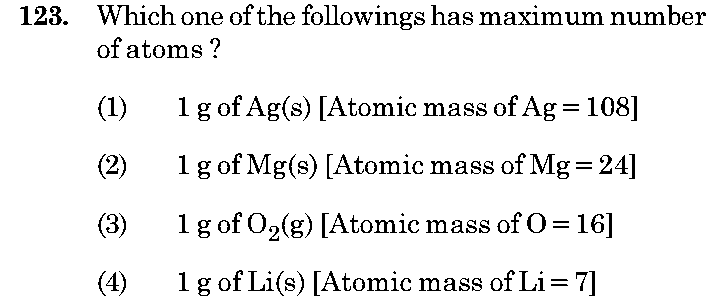 123. Which one of the followings has maximum number
of atoms ?
(1) 1 g of Ag(s) [Atomic mass of Ag = 108]
(2) 1 g of Mg(s) [Atomic mass of Mg = 24]
(3) 1 g of O₂(g) [Atomic mass of O = 16]
(4) 1 g of Li(s) [Atomic mass of Li = 7]